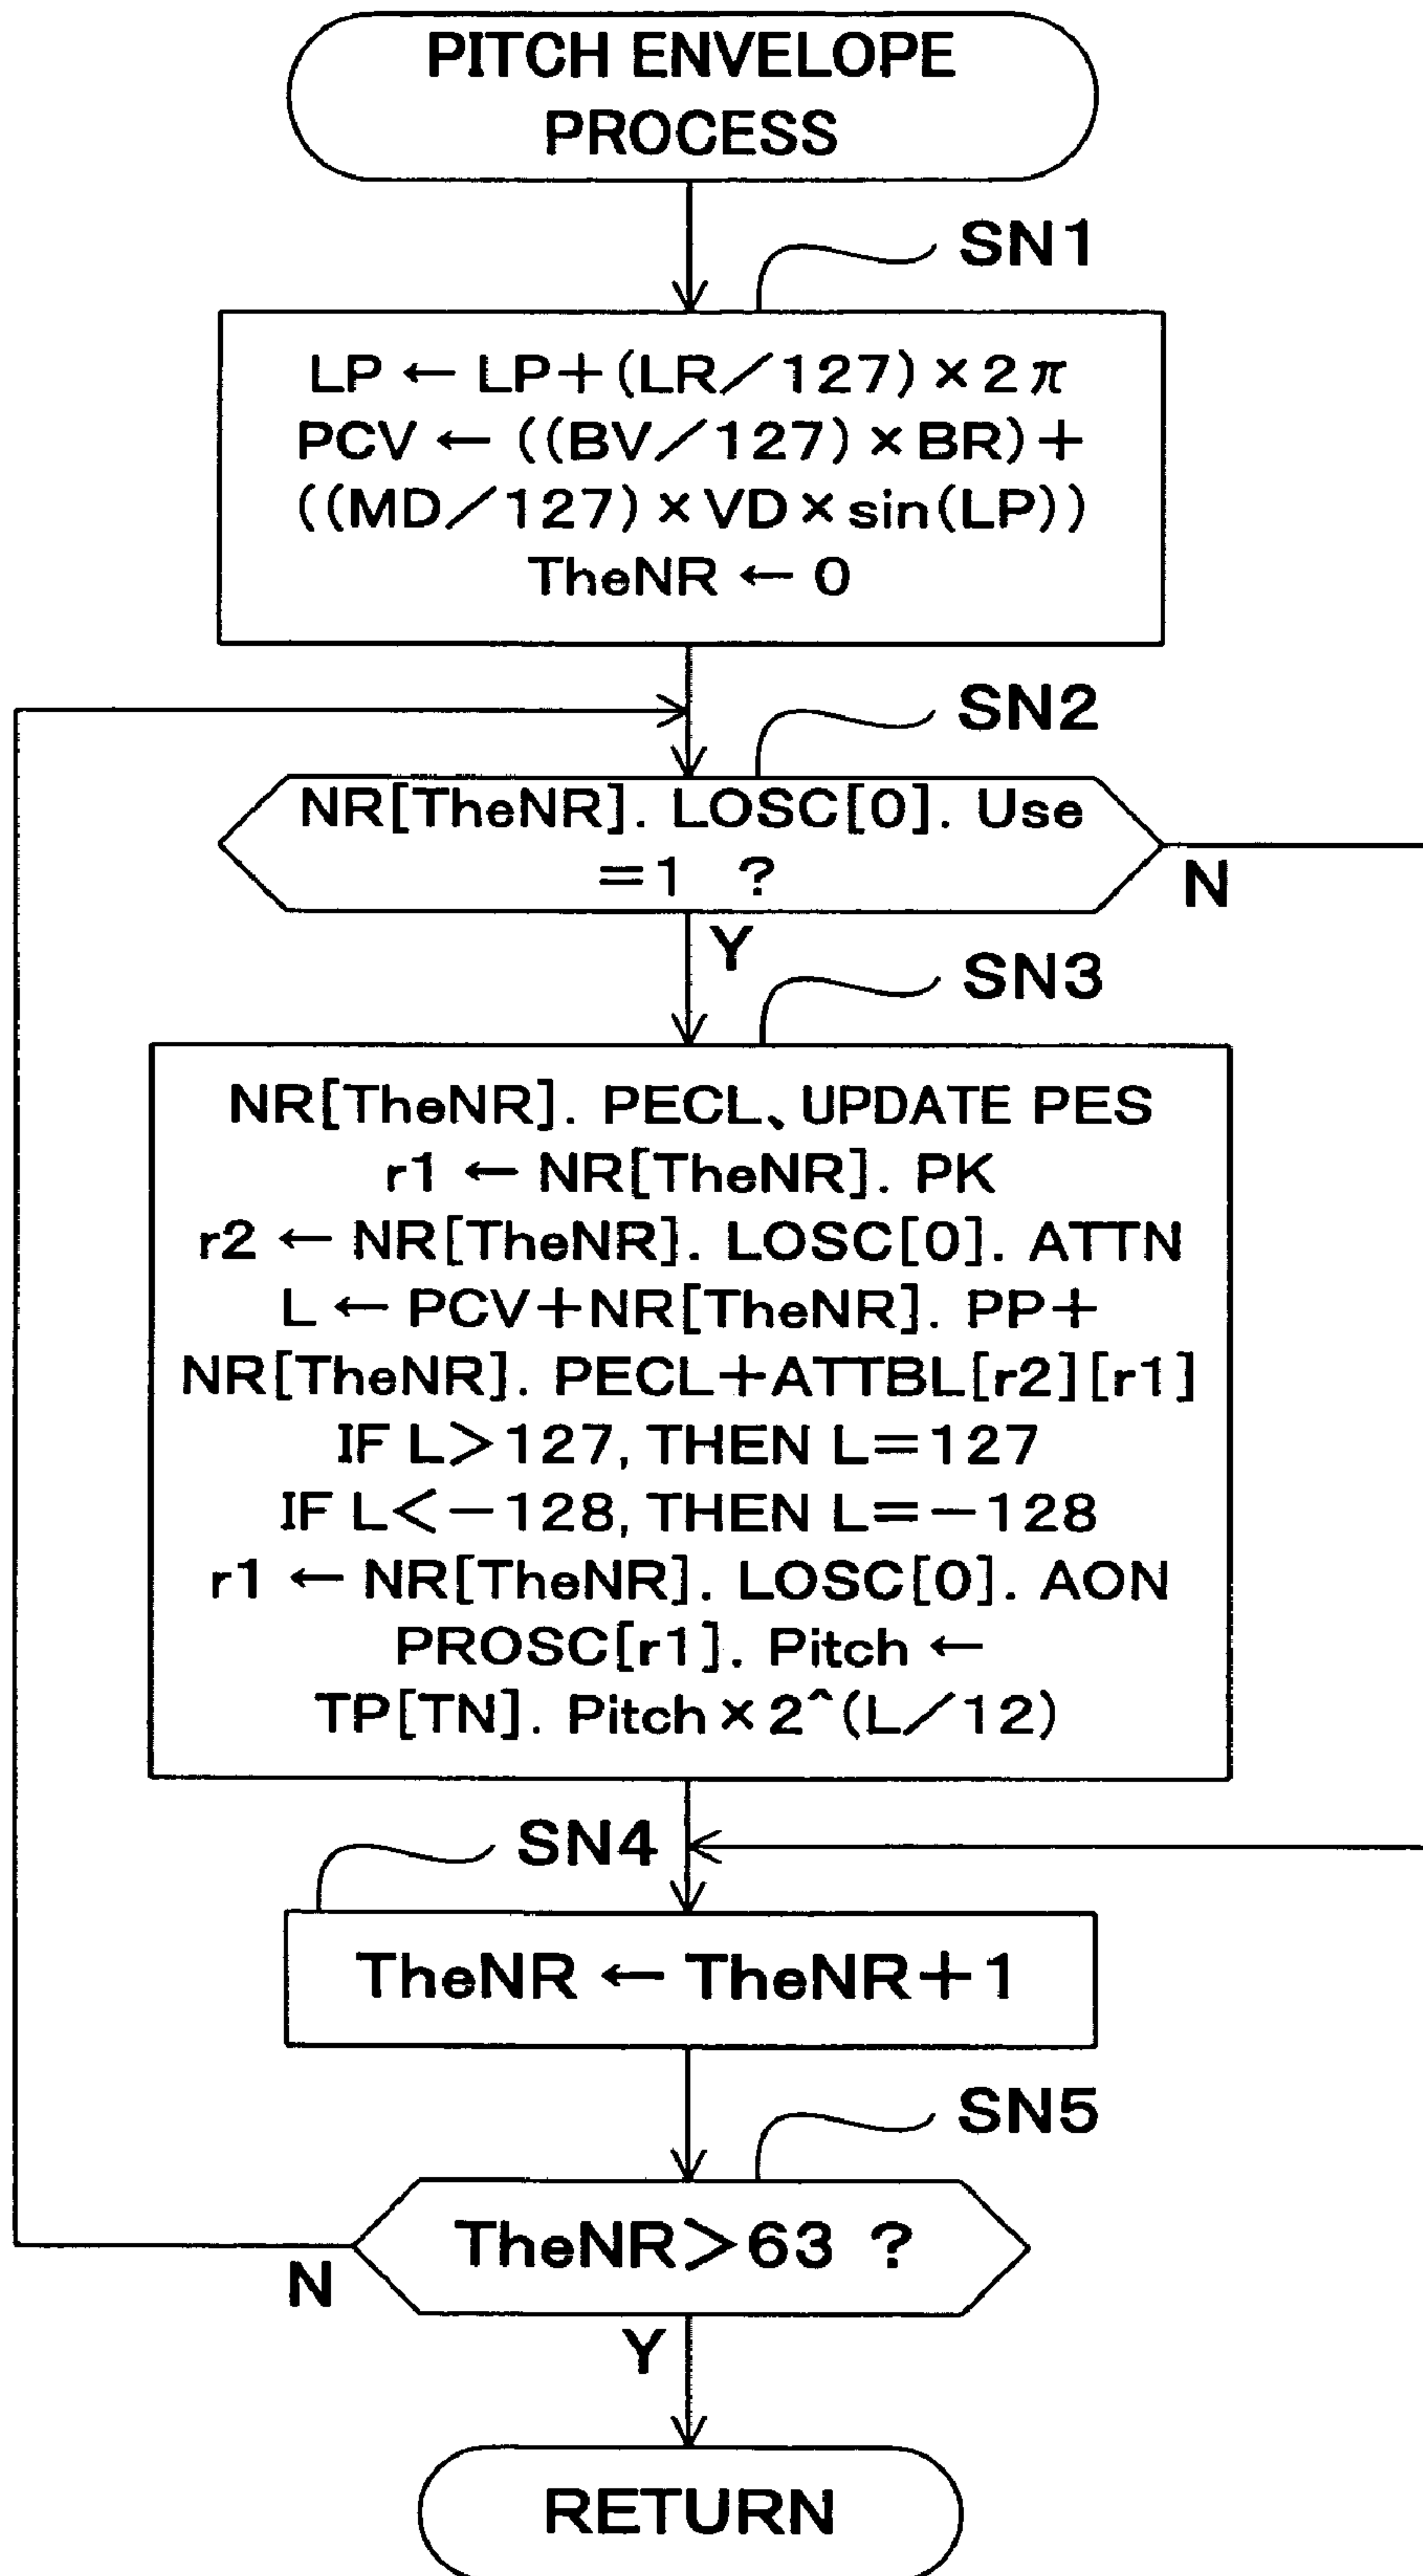 PITCH ENVELOPE
PROCESS
SN1
LP ← LP+(LR/127)×2π
PCV ← ((BV/127)×BR)+
((MD/127)×VD×sin(LP))
TheNR ← 0
SN2
NR[TheNR]. LOSC[0]. Use
=1 ?
N
Y
SN3
NR[TheNR]. PECL、UPDATE PES
r1 ← NR[TheNR]. PK
r2 ← NR[TheNR]. LOSC[0]. ATTN
L ← PCV+NR[TheNR]. PP+
NR[TheNR]. PECL+ATTBL[r2][r1]
IF L>127, THEN L=127
IF L<-128, THEN L=-128
r1 ← NR[TheNR]. LOSC[0]. AON
PROSC[r1]. Pitch ←
TP[TN]. Pitch×2^(L/12)
SN4
TheNR ← TheNR+1
SN5
TheNR>63 ?
N
Y
RETURN